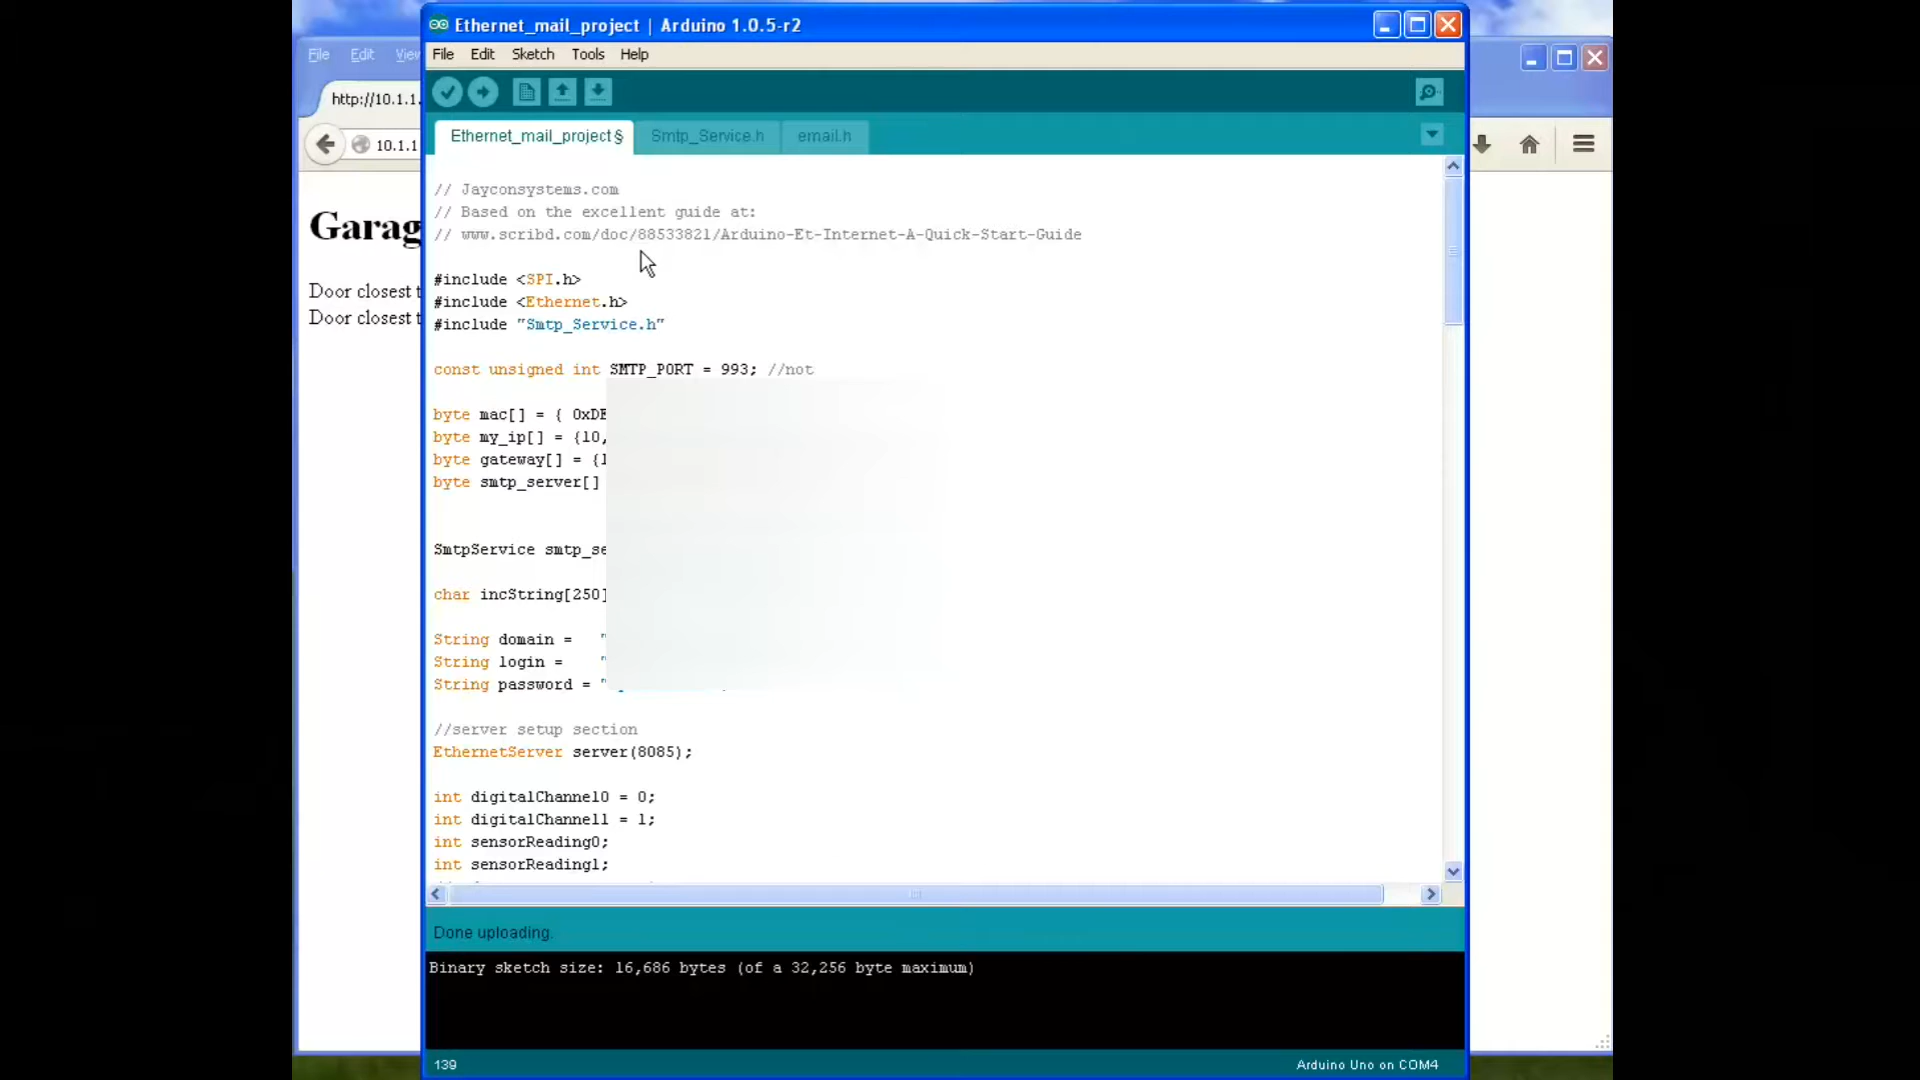 Ethernet_mail_project | Arduino 1.0.5-r2
File Edit View
File Edit Sketch Tools Help
http://10.1.1.
Ethernet_mail_project§ Smtp_Service.h email.h
10.1.1
// Jayconsystems.com
// Based on the excellent guide at:
// www.scribd.com/doc/88533821/Arduino-Et-Internet-A-Quick-Start-Guide
Garag
#include <SPI.h>
Door closest t
#include <Ethernet.h>
Door closest t
#include "Smtp_Service.h"
const unsigned int SMTP_PORT = 993; //not
byte mac[] = { 0xDE
byte my_ip[] = {10,
byte gateway[] = {1
byte smtp_server[]
SmtpService smtp_se
char incString[250]
String domain = "
String login = "
String password = "
//server setup section
EthernetServer server(8085);
int digitalChannel0 = 0;
int digitalChannel1 = 1;
int sensorReading0;
int sensorReading1;
Done uploading.
Binary sketch size: 16,686 bytes (of a 32,256 byte maximum)
139 Arduino Uno on COM4